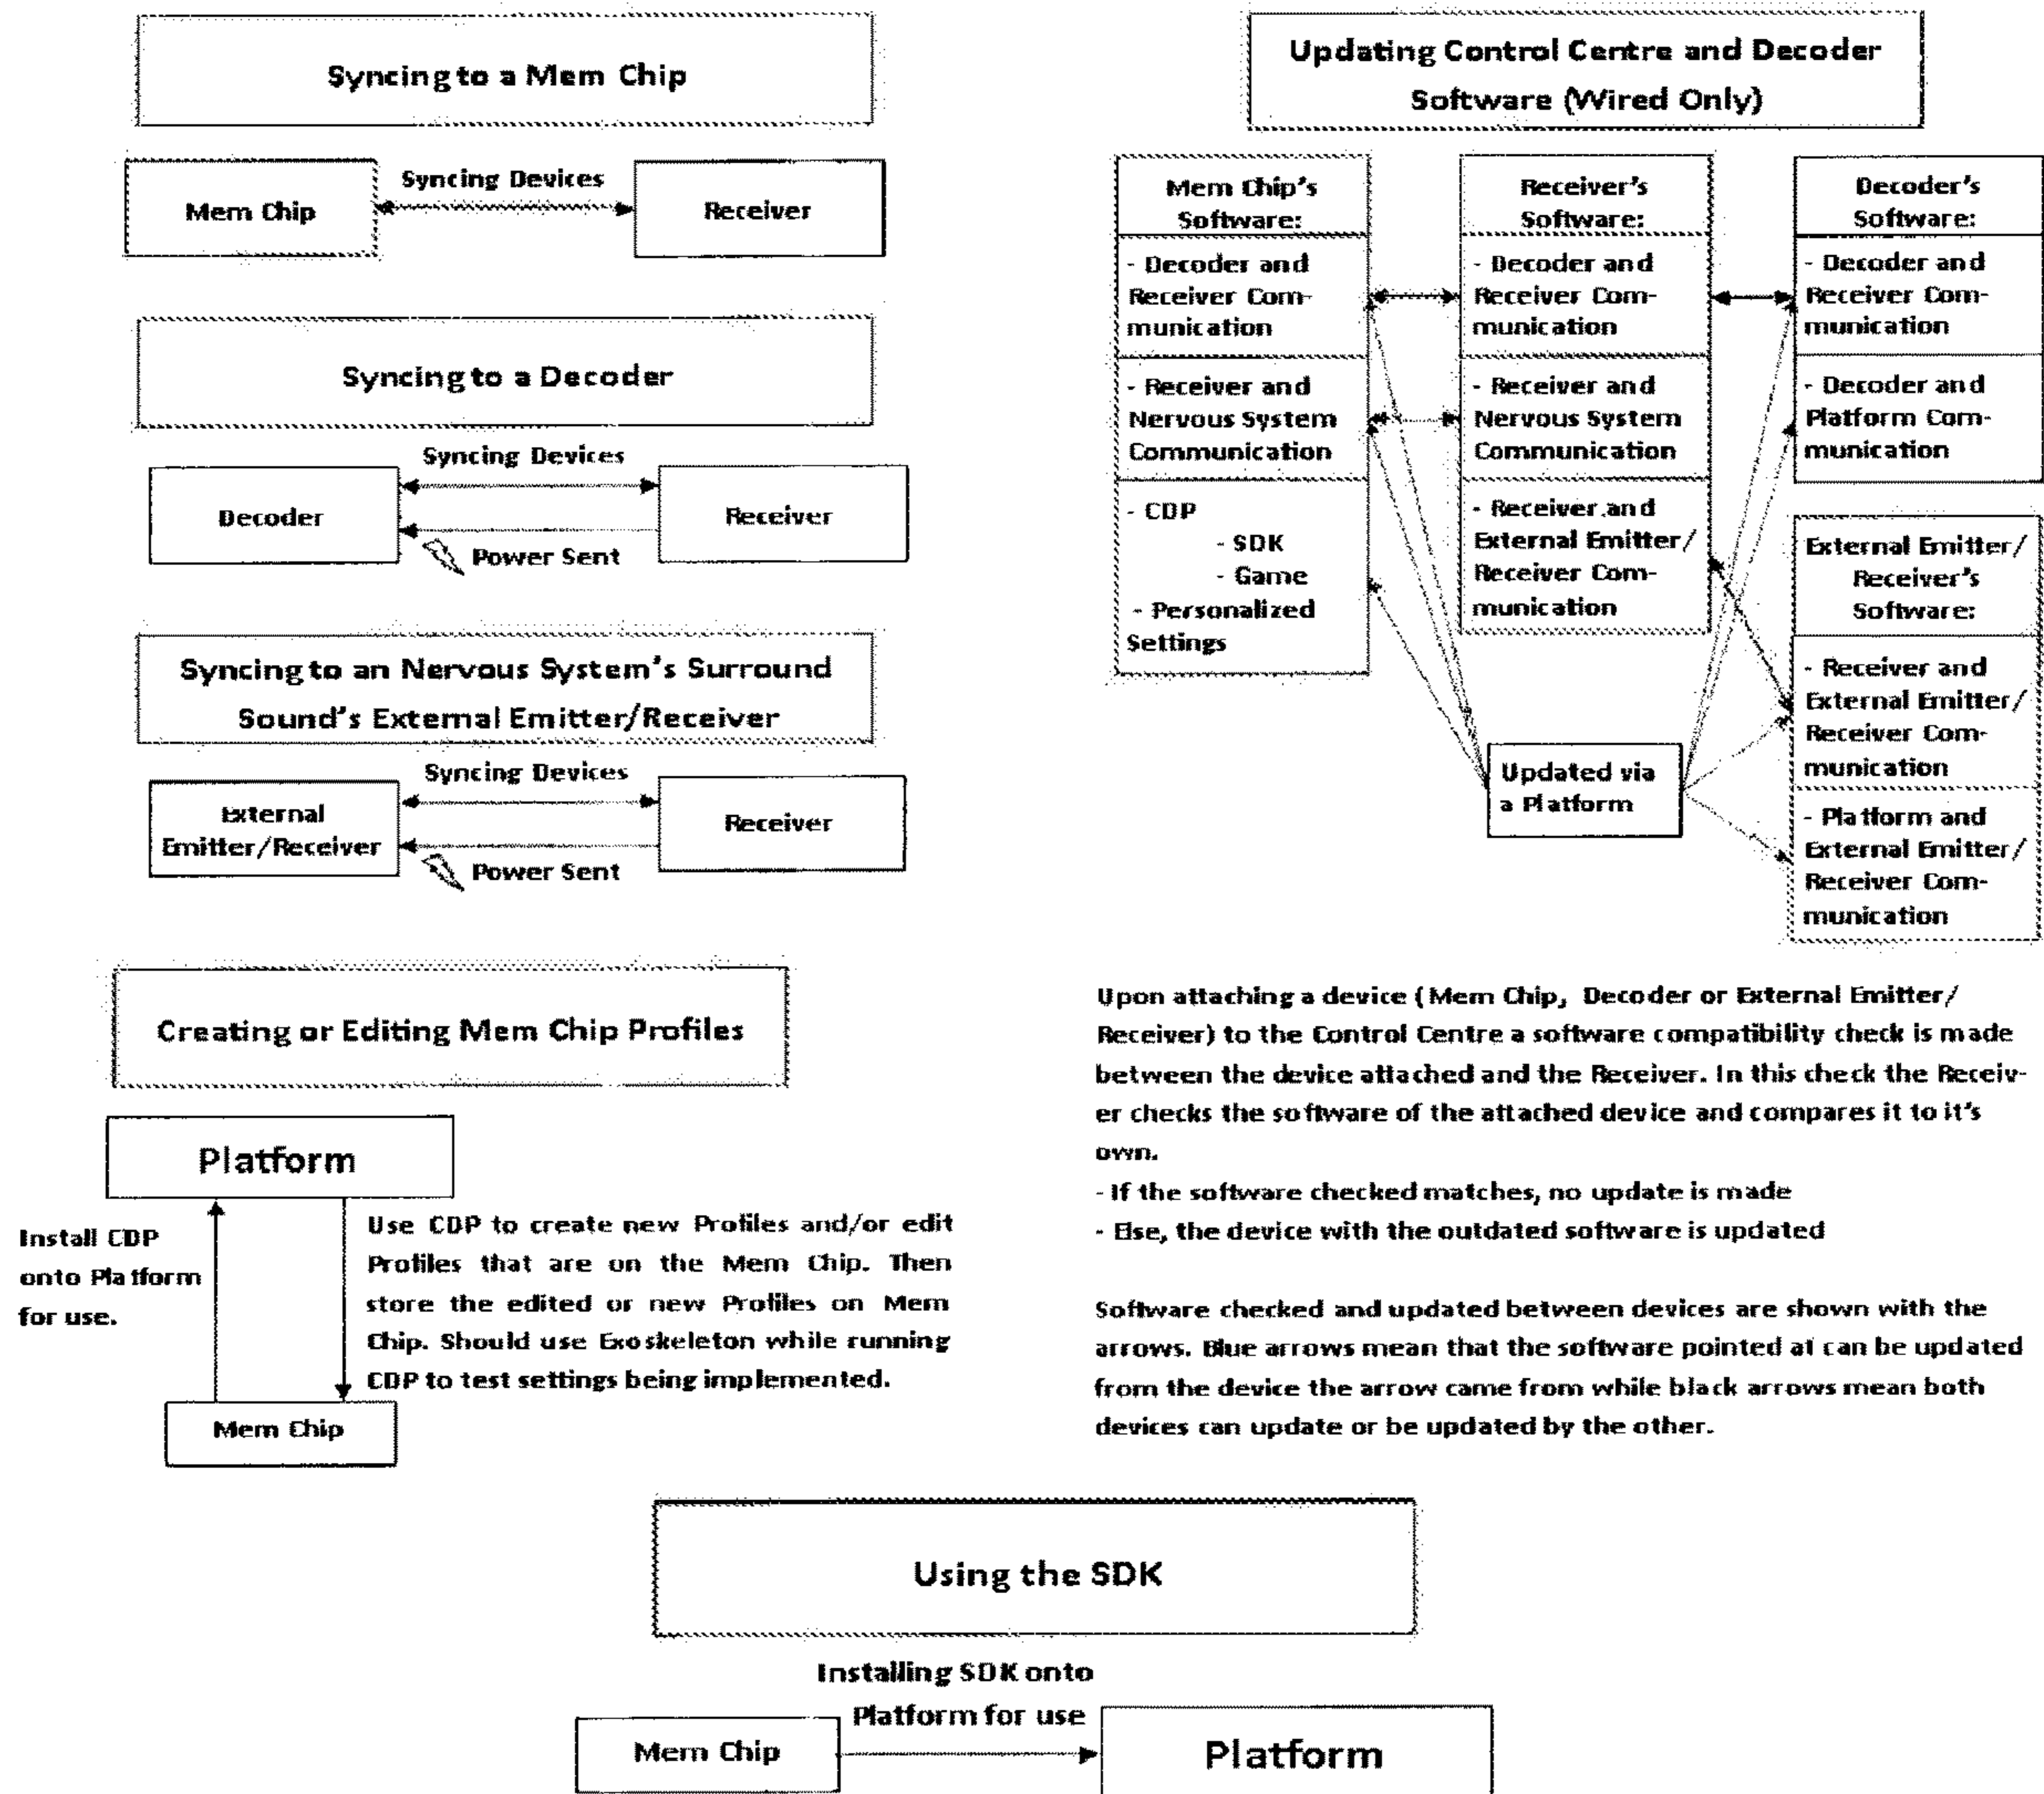 Syncing to a Mem Chip
Mem Chip
Syncing Devices
Receiver
Syncing to a Decoder
Decoder
Syncing Devices
Power Sent
Receiver
Syncing to an Nervous System's Surround
Sound's External Emitter/Receiver
External
Emitter/Receiver
Syncing Devices
Power Sent
Receiver
Updating Control Centre and Decoder
Software (Wired Only)
Mem Chip's
Software:
- Decoder and
Receiver Com-
munication
- Receiver and
Nervous System
Communication
- CDP
- SDK
- Game
- Personalized
Settings
Receiver's
Software:
- Decoder and
Receiver Com-
munication
- Receiver and
Nervous System
Communication
- Receiver and
External Emitter/
Receiver Com-
munication
Decoder's
Software:
- Decoder and
Receiver Com-
munication
- Decoder and
Platform Com-
munication
External Emitter/
Receiver's
Software:
- Receiver and
External Emitter/
Receiver Com-
munication
- Platform and
External Emitter/
Receiver Com-
munication
Updated via
a Platform
Creating or Editing Mem Chip Profiles
Platform
Install CDP
onto Platform
for use.
Use CDP to create new Profiles and/or edit
Profiles that are on the Mem Chip. Then
store the edited or new Profiles on Mem
Chip. Should use Exoskeleton while running
CDP to test settings being implemented.
Mem Chip
Upon attaching a device (Mem Chip, Decoder or External Emitter/
Receiver) to the Control Centre a software compatibility check is made
between the device attached and the Receiver. In this check the Receiv-
er checks the software of the attached device and compares it to it's
own.
- If the software checked matches, no update is made
- Else, the device with the outdated software is updated
Software checked and updated between devices are shown with the
arrows. Blue arrows mean that the software pointed at can be updated
from the device the arrow came from while black arrows mean both
devices can update or be updated by the other.
Using the SDK
Installing SDK onto
Platform for use
Mem Chip
Platform